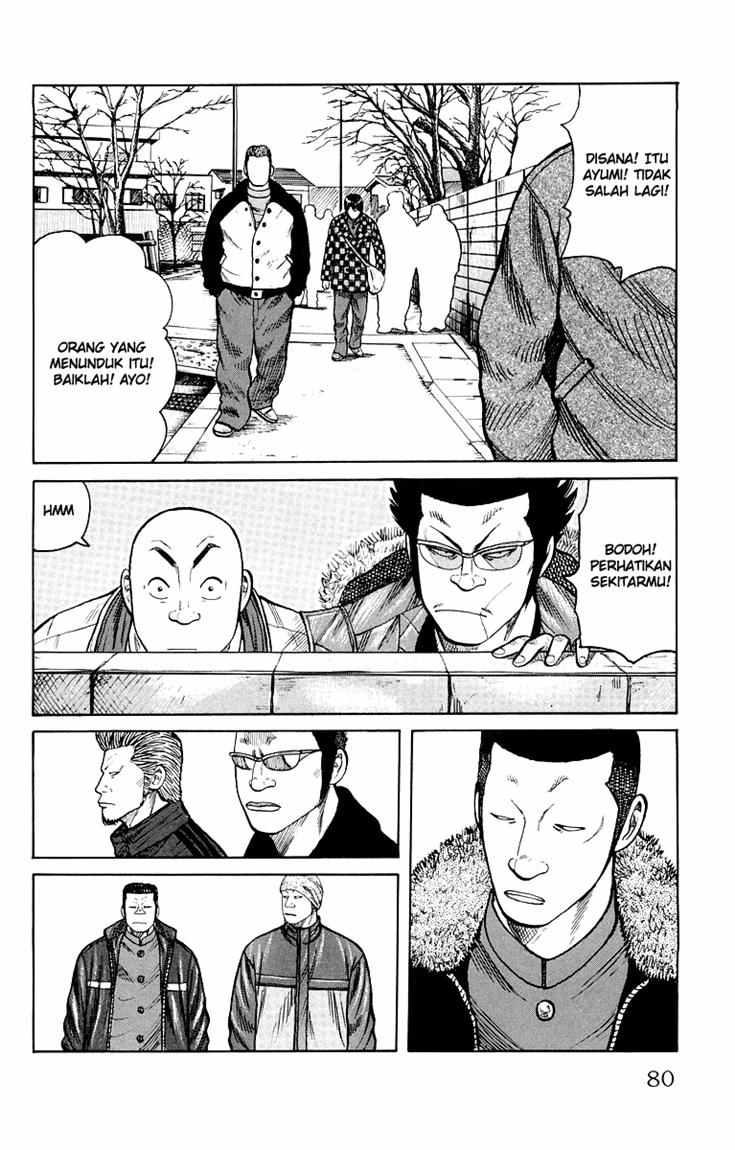 DISANA! ITU
AYUMI! TIDAK
SALAH LAGI!
ORANG YANG
MENUNDUK ITU!
BAIKLAH! AYO!
HMM
BODOH!
PERHATIKAN
SEKITARMU!
80